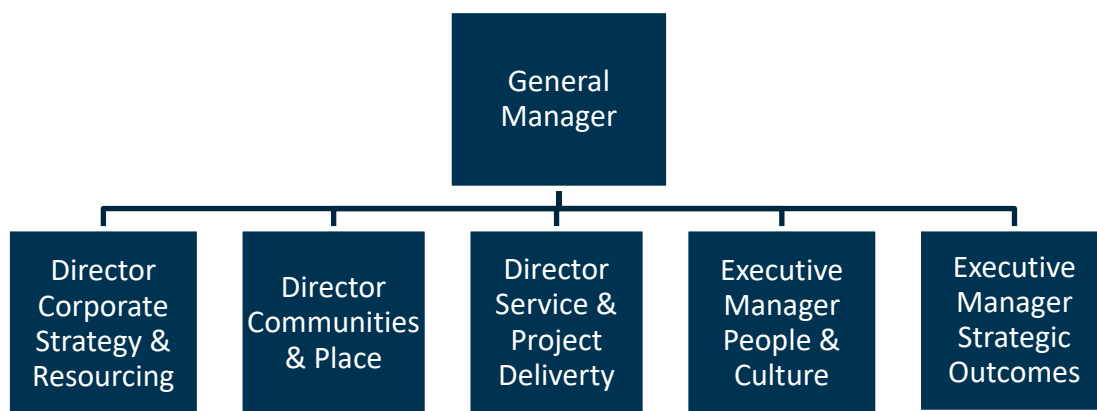 General
Manager
Director
Corporate
Strategy &
Resourcing
Director
Communities
& Place
Director
Service &
Project
Deliverty
Executive
Manager
People &
Culture
Executive
Manager
Strategic
Outcomes